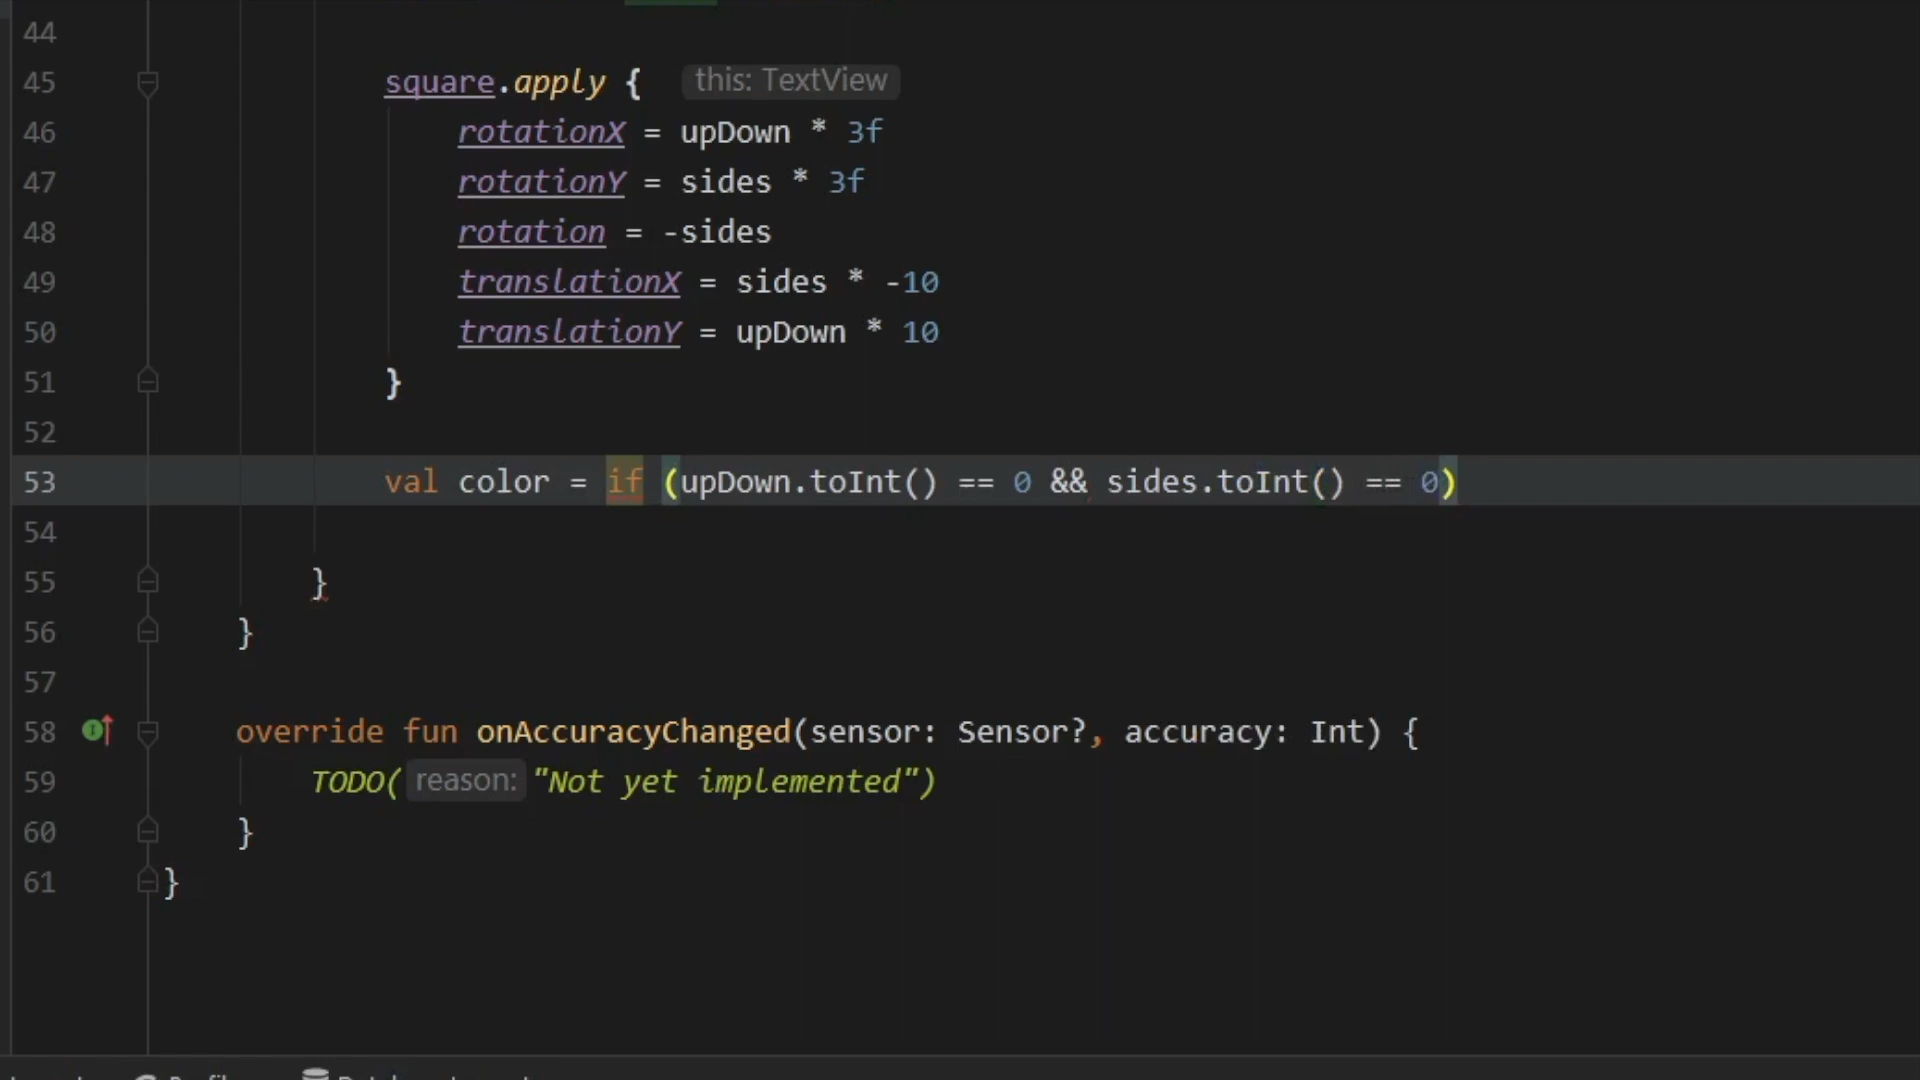 44
45 square.apply { this: TextView
46 rotationX = upDown * 3f
47 rotationY = sides * 3f
48 rotation = -sides
49 translationX = sides * -10
50 translationY = upDown * 10
51 }
52
53 val color = if (upDown.toInt() == 0 && sides.toInt() == 0)
54
55 }
56 }
57
58 override fun onAccuracyChanged(sensor: Sensor?, accuracy: Int) {
59 TODO( reason: "Not yet implemented")
60 }
61 }